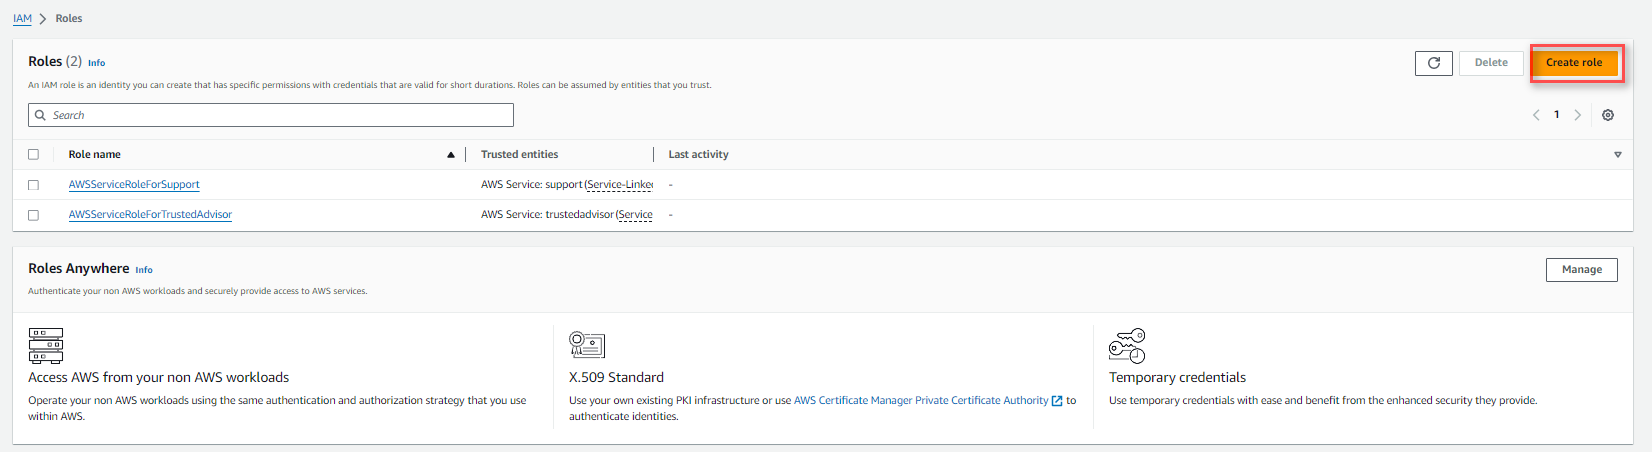 IAM > Roles
Roles (2) Info
Delete
Create role
An IAM role is an identity you can create that has specific permissions with credentials that are valid for short durations. Roles can be assumed by entities that you trust.
Search
1
Role name Trusted entities Last activity
AWSServiceRoleForSupport AWS Service: support (Service-Linked -
AWSServiceRoleForTrustedAdvisor AWS Service: trustedadvisor (Service -
Roles Anywhere Info
Manage
Authenticate your non AWS workloads and securely provide access to AWS services.
Access AWS from your non AWS workloads
Operate your non AWS workloads using the same authentication and authorization strategy that you use
within AWS.
X.509 Standard
Use your own existing PKI infrastructure or use AWS Certificate Manager Private Certificate Authority to
authenticate identities.
Temporary credentials
Use temporary credentials with ease and benefit from the enhanced security they provide.